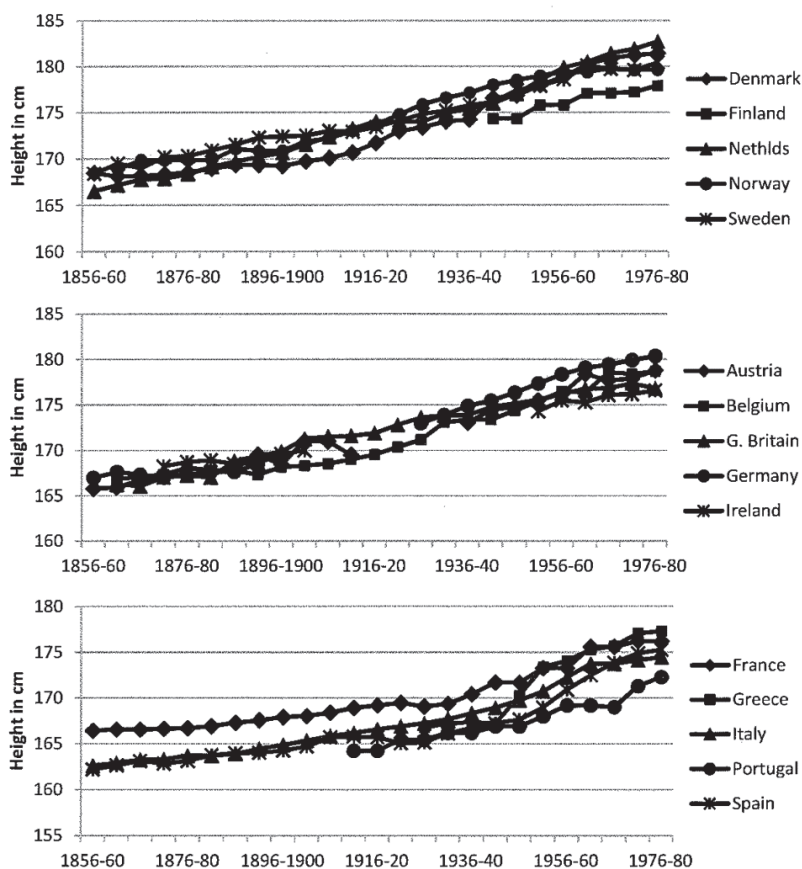 Height in cm
185
180
175
170
165
160
1856-60 1876-80 1896-1900 1916-20 1936-40 1956-60 1976-80
Denmark
Finland
Nethlds
Norway
Sweden
Height in cm
180
175
170
165
160
1856-60 1876-80 1896-1900 1916-20 1936-40 1956-60 1976-80
Austria
Belgium
G. Britain
Germany
Ireland
Height in cm
180
175
170
165
160
155
1856-60 1876-80 1896-1900 1916-20 1936-40 1956-60 1976-80
France
Greece
Italy
Portugal
Spain